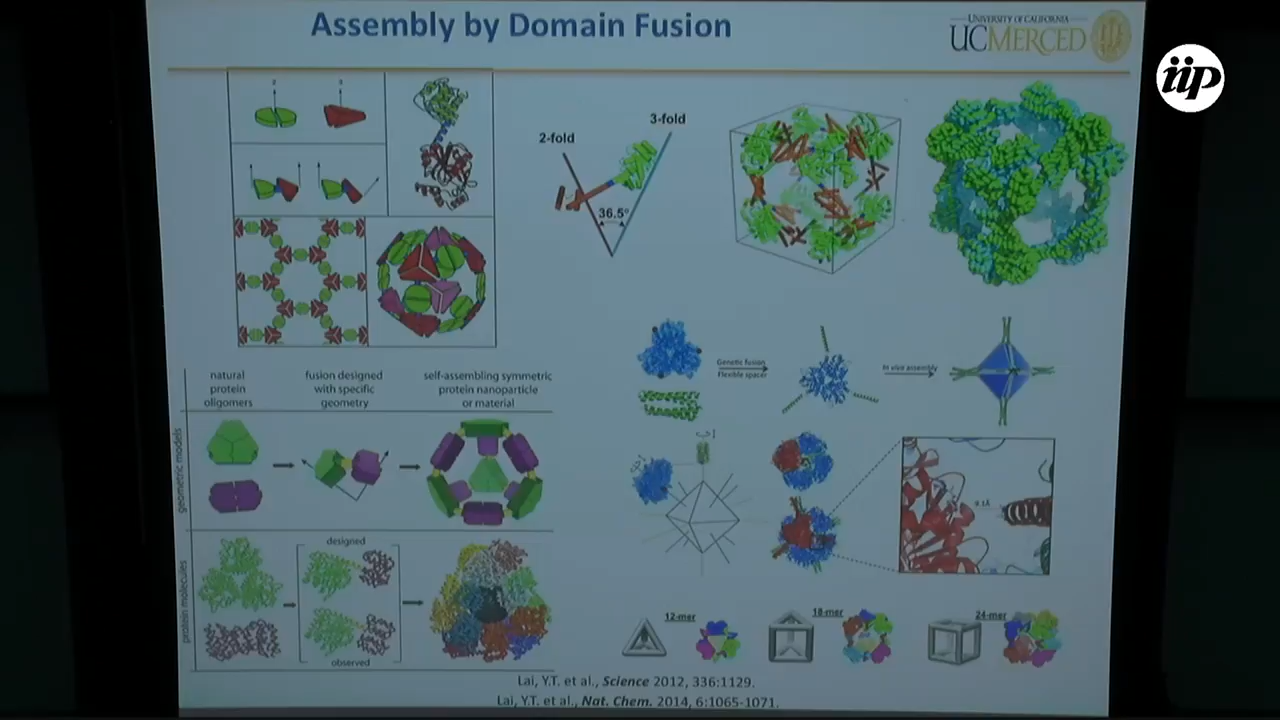 Assembly by Domain Fusion
UNIVERSITY OF CALIFORNIA
UCMERCED
iip
2
3
2-fold
3-fold
36.5°
natural
protein
oligomers
fusion designed
with specific
geometry
self-assembling symmetric
protein nanoparticle
or material
geometric models
protein molecules
designed
observed
Genetic fusion
Flexible spacer
In vivo assembly
12-mer
18-mer
24-mer
Lai, Y.T. et al., Science 2012, 336:1129.
Lai, Y.T. et al., Nat. Chem. 2014, 6:1065-1071.